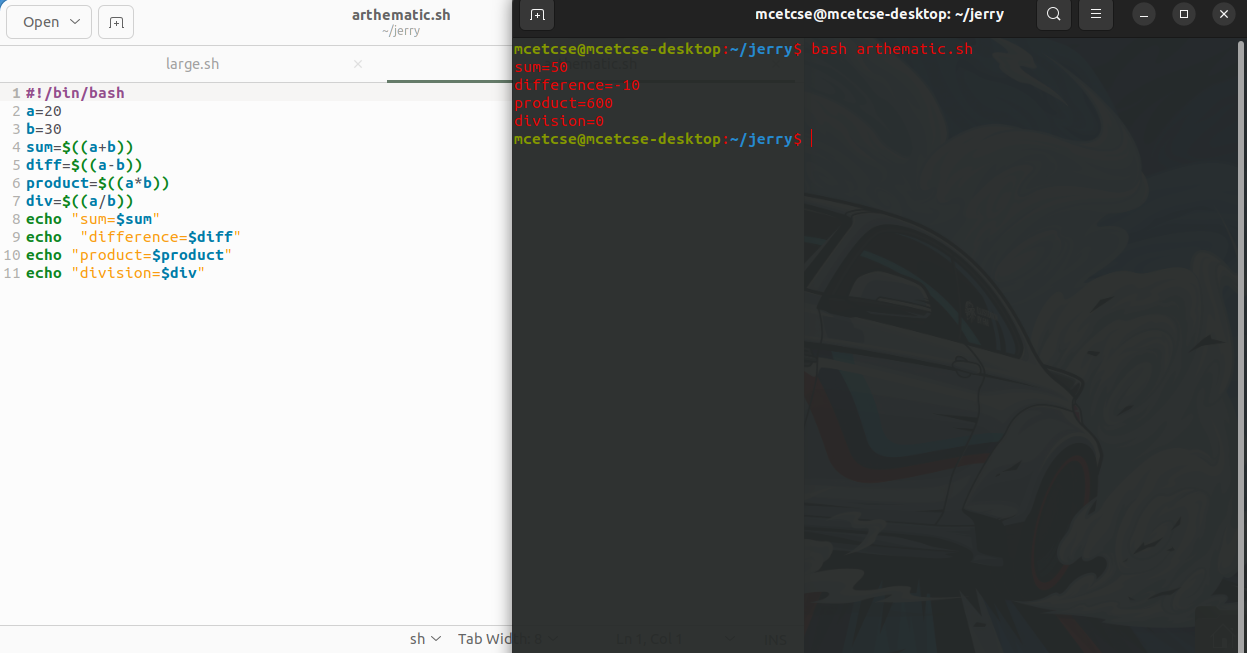 Open
arthematic.sh
~/jerry
large.sh
1 #!/bin/bash
2 a=20
3 b=30
4 sum=$((a+b))
5 diff=$((a-b))
6 product=$((a*b))
7 div=$((a/b))
8 echo "sum=$sum"
9 echo  "difference=$diff"
10 echo "product=$product"
11 echo "division=$div"
sh
Tab Width: 8
Ln 1, Col 1
INS
mcetcse@mcetcse-desktop: ~/jerry
mcetcse@mcetcse-desktop:~/jerry$ bash arthematic.sh
sum=50
difference=-10
product=600
division=0
mcetcse@mcetcse-desktop:~/jerry$